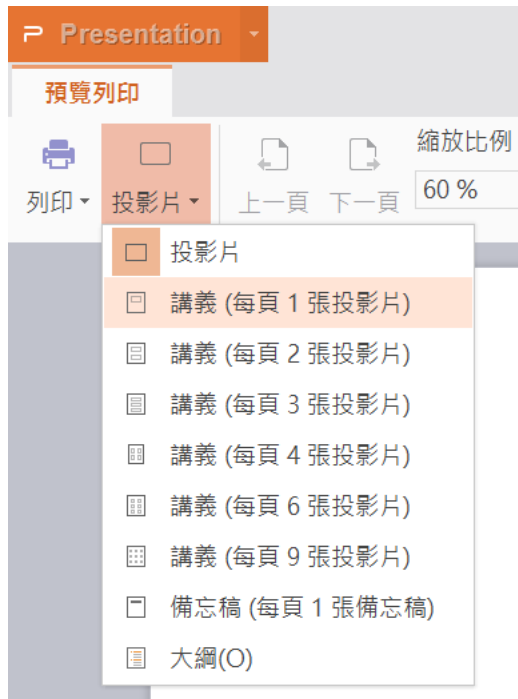 Presentation
預覽列印
縮放比例
列印 投影片 上一頁 下一頁 60 %
投影片
講義 (每頁 1 張投影片)
講義 (每頁 2 張投影片)
講義 (每頁 3 張投影片)
講義 (每頁 4 張投影片)
講義 (每頁 6 張投影片)
講義 (每頁 9 張投影片)
備忘稿 (每頁 1 張備忘稿)
大綱(O)